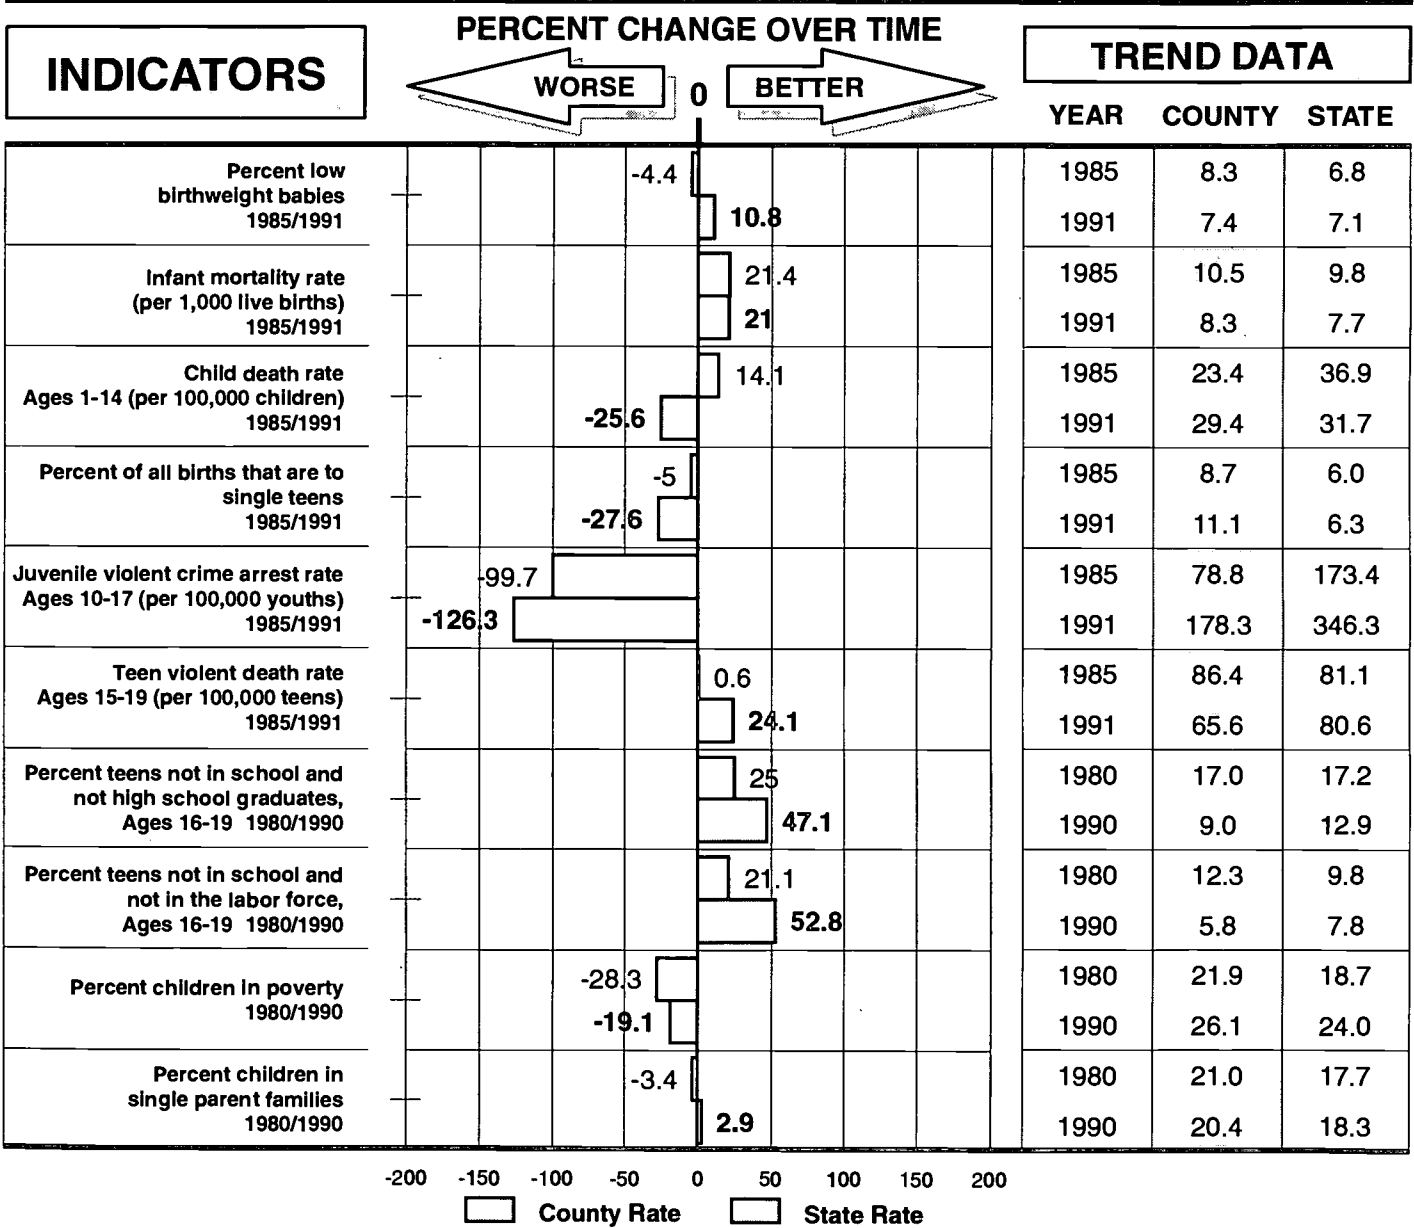 PERCENT CHANGE OVER TIME
INDICATORS
WORSE 0 BETTER
TREND DATA
YEAR COUNTY STATE
Percent low
birthweight babies
1985/1991
-4.4
10.8
1985 8.3 6.8
1991 7.4 7.1
Infant mortality rate
(per 1,000 live births)
1985/1991
21.4
21
1985 10.5 9.8
1991 8.3 7.7
Child death rate
Ages 1-14 (per 100,000 children)
1985/1991
14.1
-25.6
1985 23.4 36.9
1991 29.4 31.7
Percent of all births that are to
single teens
1985/1991
-5
-27.6
1985 8.7 6.0
1991 11.1 6.3
Juvenile violent crime arrest rate
Ages 10-17 (per 100,000 youths)
1985/1991
-99.7
-126.3
1985 78.8 173.4
1991 178.3 346.3
Teen violent death rate
Ages 15-19 (per 100,000 teens)
1985/1991
0.6
24.1
1985 86.4 81.1
1991 65.6 80.6
Percent teens not in school and
not high school graduates,
Ages 16-19 1980/1990
25
47.1
1980 17.0 17.2
1990 9.0 12.9
Percent teens not in school and
not in the labor force,
Ages 16-19 1980/1990
21.1
52.8
1980 12.3 9.8
1990 5.8 7.8
Percent children in poverty
1980/1990
-28.3
-19.1
1980 21.9 18.7
1990 26.1 24.0
Percent children in
single parent families
1980/1990
-3.4
2.9
1980 21.0 17.7
1990 20.4 18.3
-200 -150 -100 -50 0 50 100 150 200
County Rate State Rate